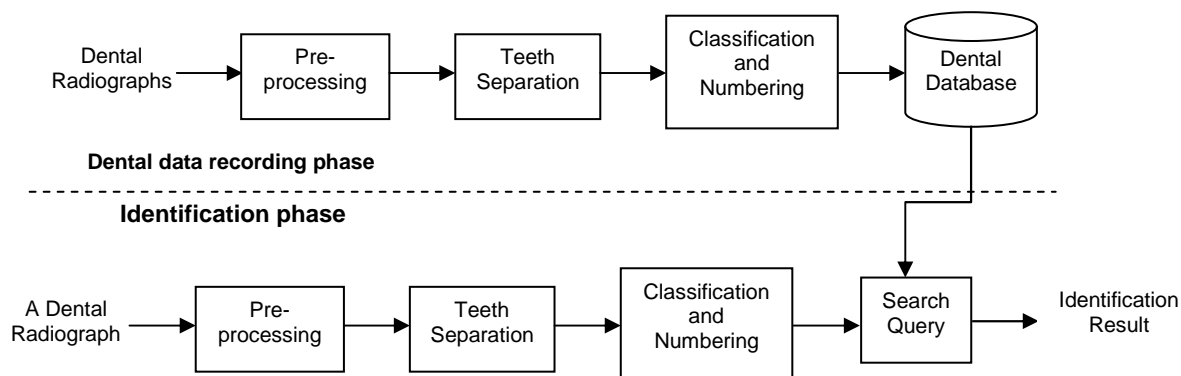 Dental
Radiographs
Pre-
processing
Teeth
Separation
Classification
and
Numbering
Dental
Database
Dental data recording phase
Identification phase
A Dental
Radiograph
Pre-
processing
Teeth
Separation
Classification
and
Numbering
Search
Query
Identification
Result